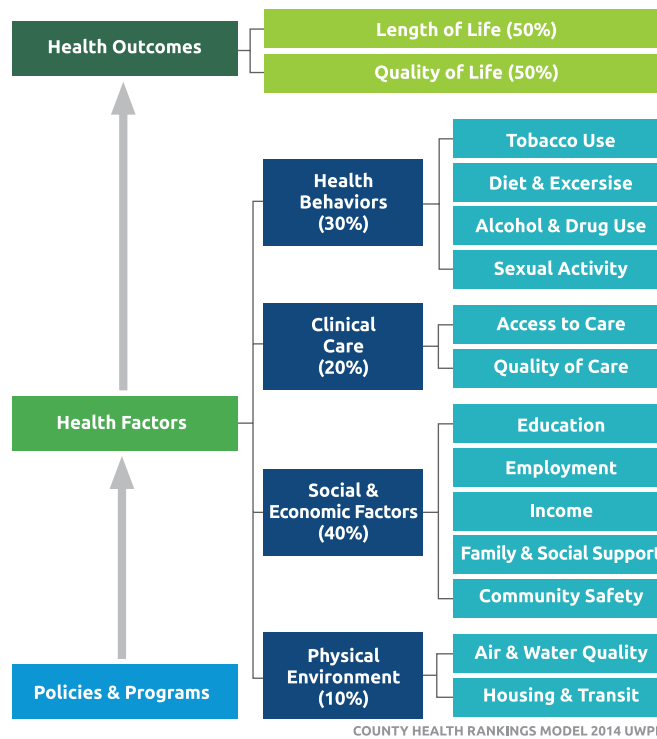 Health Outcomes
Length of Life (50%)
Quality of Life (50%)
Health
Behaviors
(30%)
Tobacco Use
Diet & Excersise
Alcohol & Drug Use
Sexual Activity
Clinical
Care
(20%)
Access to Care
Quality of Care
Health Factors
Social &
Economic Factors
(40%)
Education
Employment
Income
Family & Social Support
Community Safety
Physical
Environment
(10%)
Air & Water Quality
Housing & Transit
Policies & Programs
COUNTY HEALTH RANKINGS MODEL 2014